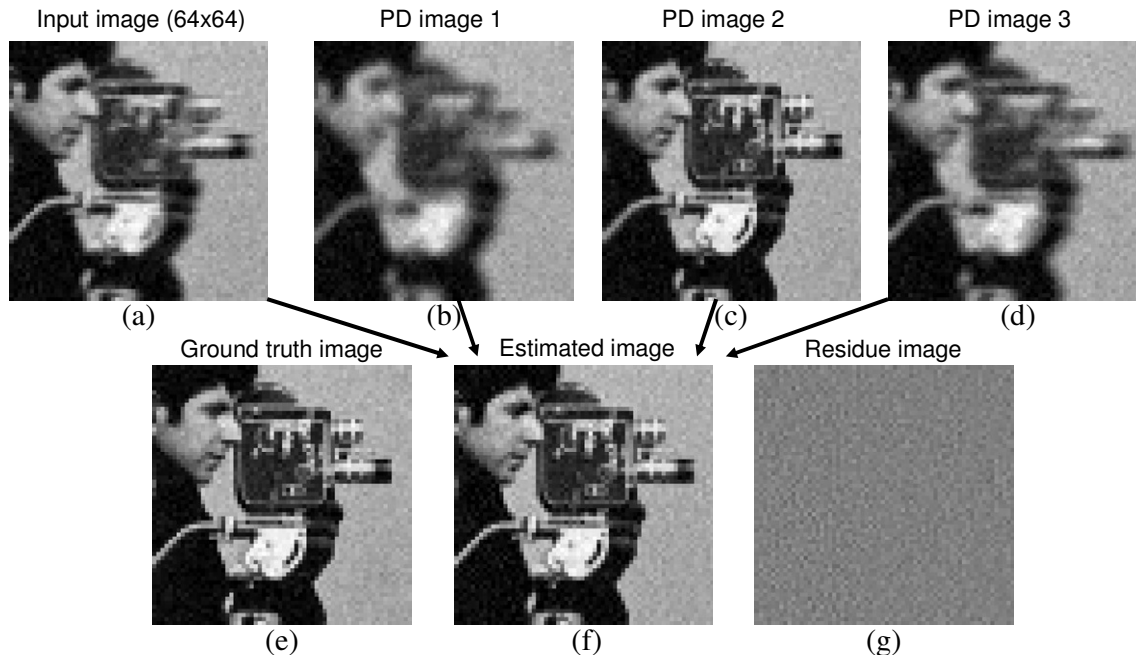 Input image (64x64)
PD image 1
PD image 2
PD image 3
(a)
(b)
(c)
(d)
Ground truth image
Estimated image
Residue image
(e)
(f)
(g)